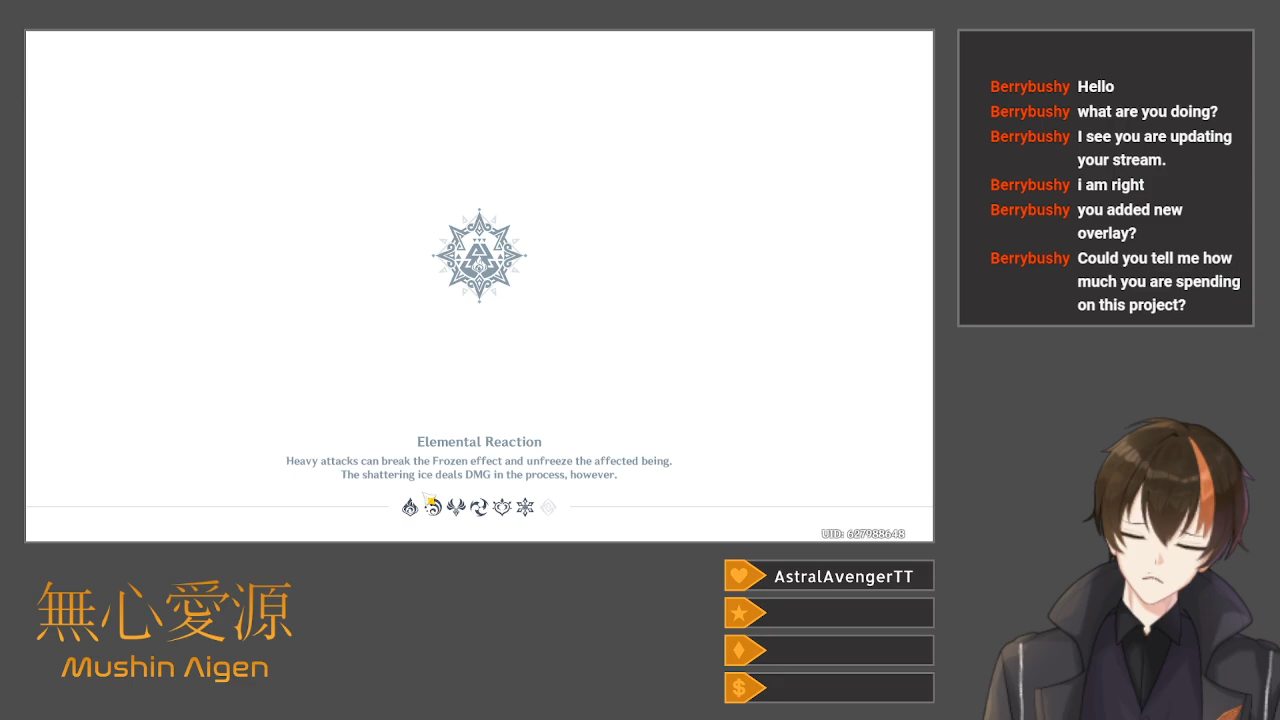 Berrybushy Hello
Berrybushy what are you doing?
Berrybushy I see you are updating
your stream.
Berrybushy i am right
Berrybushy you added new
overlay?
Berrybushy Could you tell me how
much you are spending
on this project?
Elemental Reaction
Heavy attacks can break the Frozen effect and unfreeze the affected being.
The shattering ice deals DMG in the process, however.
UID: 627988648
AstralAvengerTT
$
無心愛源
Mushin Aigen